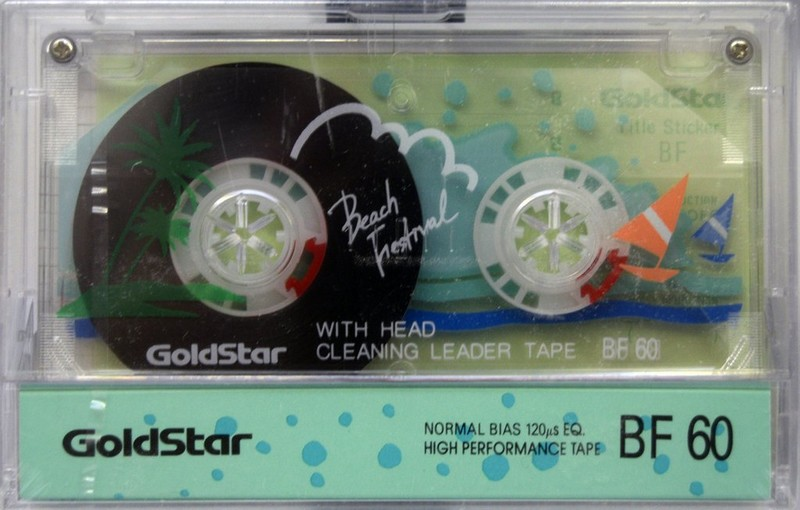 GoldStar
Title Sticker
BF
Beach
Festival
WITH HEAD
CLEANING LEADER TAPE BF 60
GoldStar
GoldStar
NORMAL BIAS 120µs EQ.
HIGH PERFORMANCE TAPE
BF 60